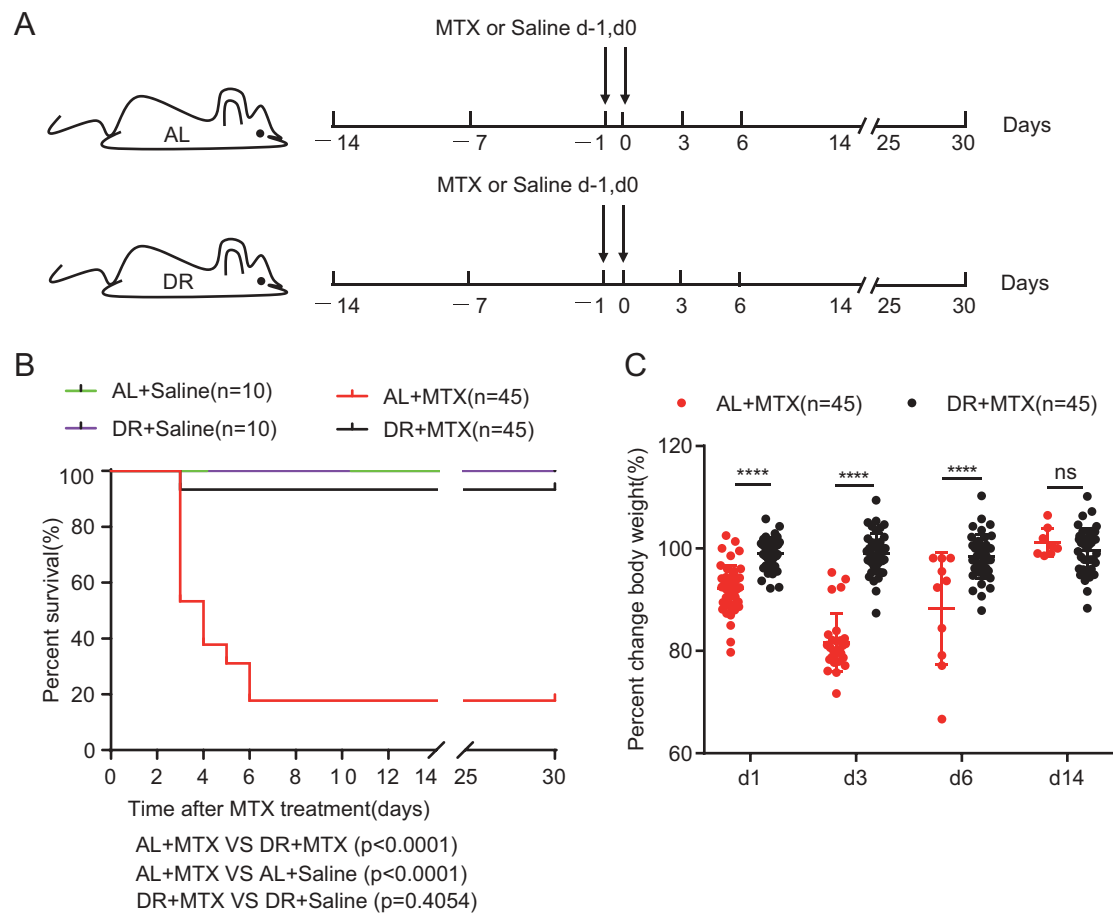 A
MTX or Saline d-1,d0
AL
— 14 — 7 — 1 0 3 6 14 25 30 Days
MTX or Saline d-1,d0
DR
— 14 — 7 — 1 0 3 6 14 25 30 Days
B
AL+Saline(n=10) AL+MTX(n=45)
DR+Saline(n=10) DR+MTX(n=45)
Percent survival(%)
100
80
60
40
20
0
0 2 4 6 8 10 12 14 25 30
Time after MTX treatment(days)
AL+MTX VS DR+MTX (p<0.0001)
AL+MTX VS AL+Saline (p<0.0001)
DR+MTX VS DR+Saline (p=0.4054)
C
AL+MTX(n=45) DR+MTX(n=45)
Percent change body weight(%)
120
100
80
60
**** **** **** ns
d1 d3 d6 d14